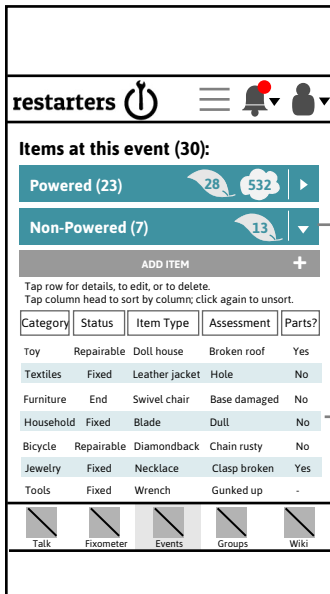 restarters
Items at this event (30):
Powered (23) 28 532
Non-Powered (7) 13
ADD ITEM +
Tap row for details, to edit, or to delete.
Tap column head to sort by column; click again to unsort.
Category Status Item Type Assessment Parts?
Toy Repairable Doll house Broken roof Yes
Textiles Fixed Leather jacket Hole No
Furniture End Swivel chair Base damaged No
Household Fixed Blade Dull No
Bicycle Repairable Diamondback Chain rusty No
Jewelry Fixed Necklace Clasp broken Yes
Tools Fixed Wrench Gunked up -
Talk Fixometer Events Groups Wiki